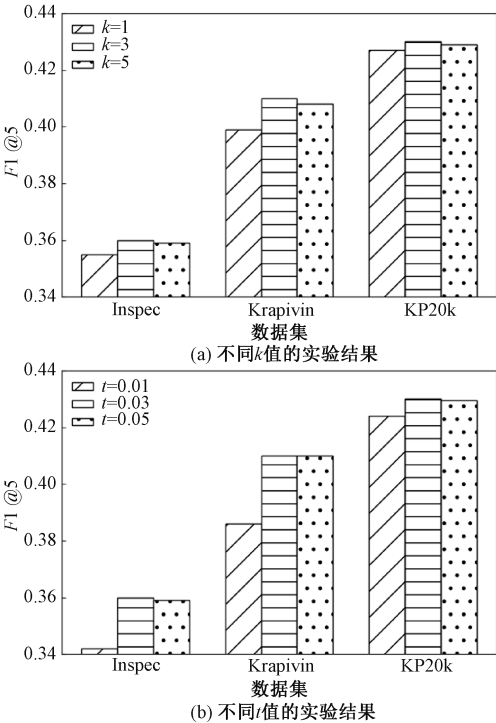 0.44
k=1
k=3
k=5
0.42
0.40
F1@5
0.38
0.36
0.34
Inspec Krapivin KP20k
数据集
(a) 不同k值的实验结果
0.44
t=0.01
t=0.03
t=0.05
0.42
0.40
F1@5
0.38
0.36
0.34
Inspec Krapivin KP20k
数据集
(b) 不同t值的实验结果